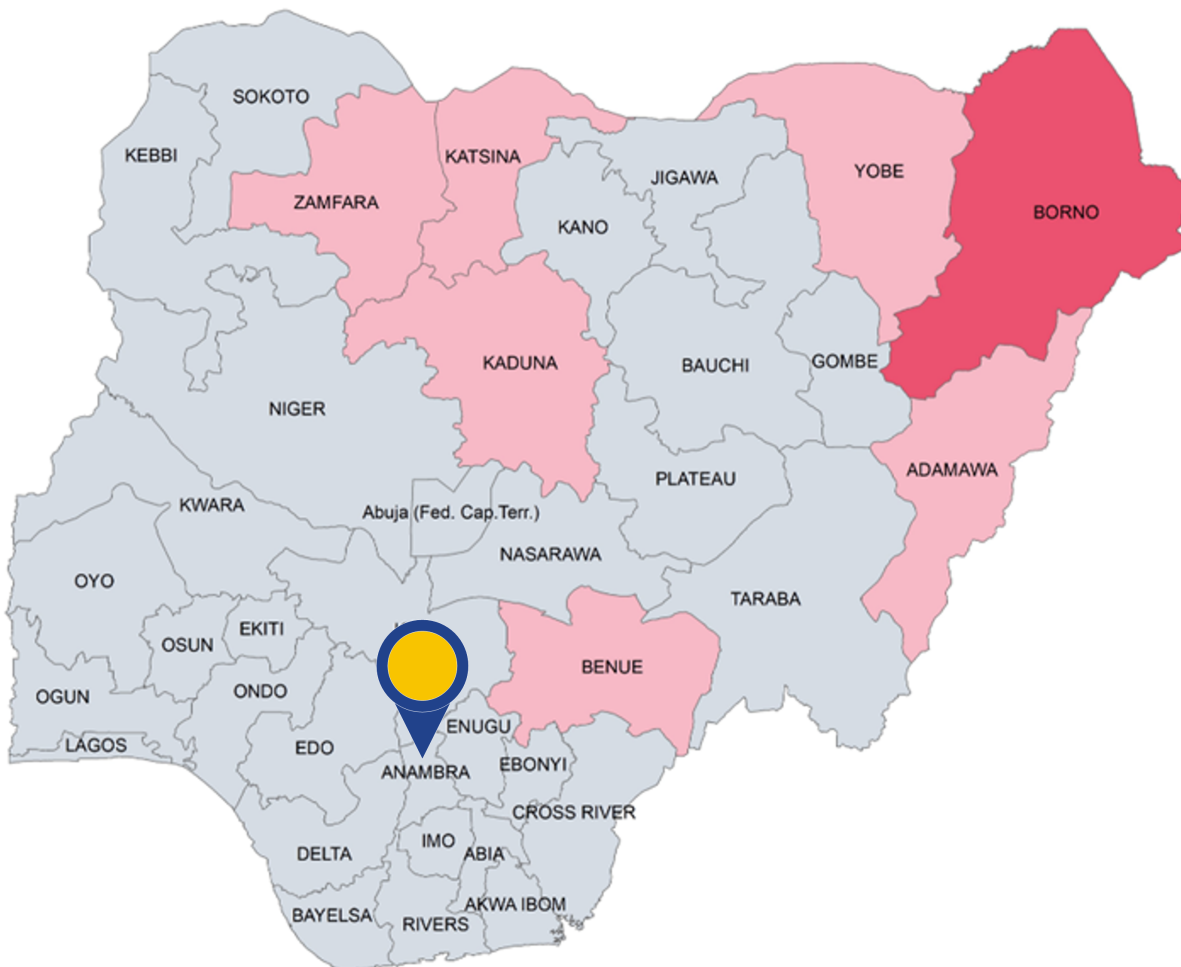 SOKOTO
KEBBI
KATSINA
ZAMFARA
JIGAWA
KANO
YOBE
BORNO
KADUNA
BAUCHI
GOMBE
NIGER
ADAMAWA
PLATEAU
KWARA
Abuja (Fed. Cap.Terr.)
NASARAWA
OYO
TARABA
EKITI
OSUN
BENUE
OGUN
ONDO
ENUGU
LAGOS
EDO
EBONYI
ANAMBRA
CROSS RIVER
IMO
ABIA
DELTA
AKWA IBOM
BAYELSA
RIVERS